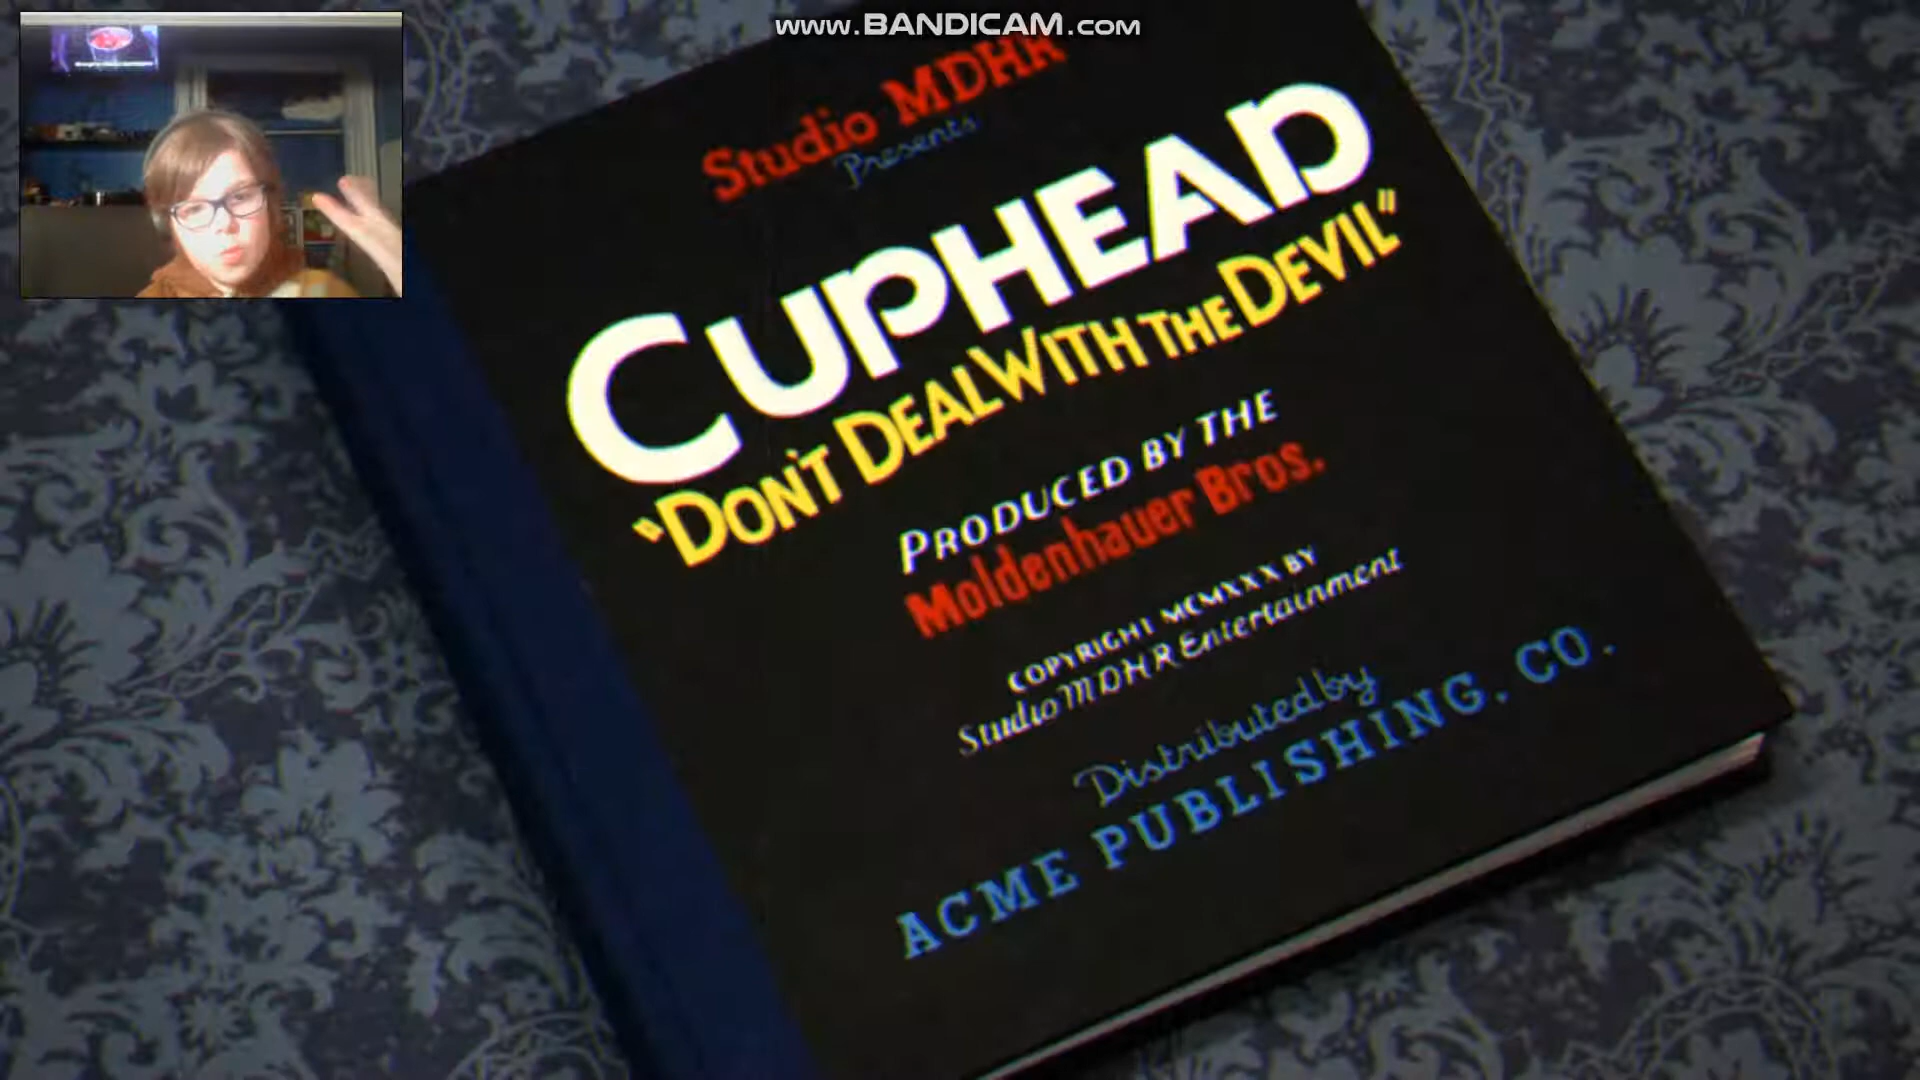 www.BANDICAM.com
Studio MDHR
Presents
CUPHEAD
"DON'T DEAL WITH THE DEVIL"
PRODUCED BY THE
Moldenhauer Bros.
COPYRIGHT MCMXXX BY
Studio MDHR Entertainment
Distributed by
ACME PUBLISHING. CO.